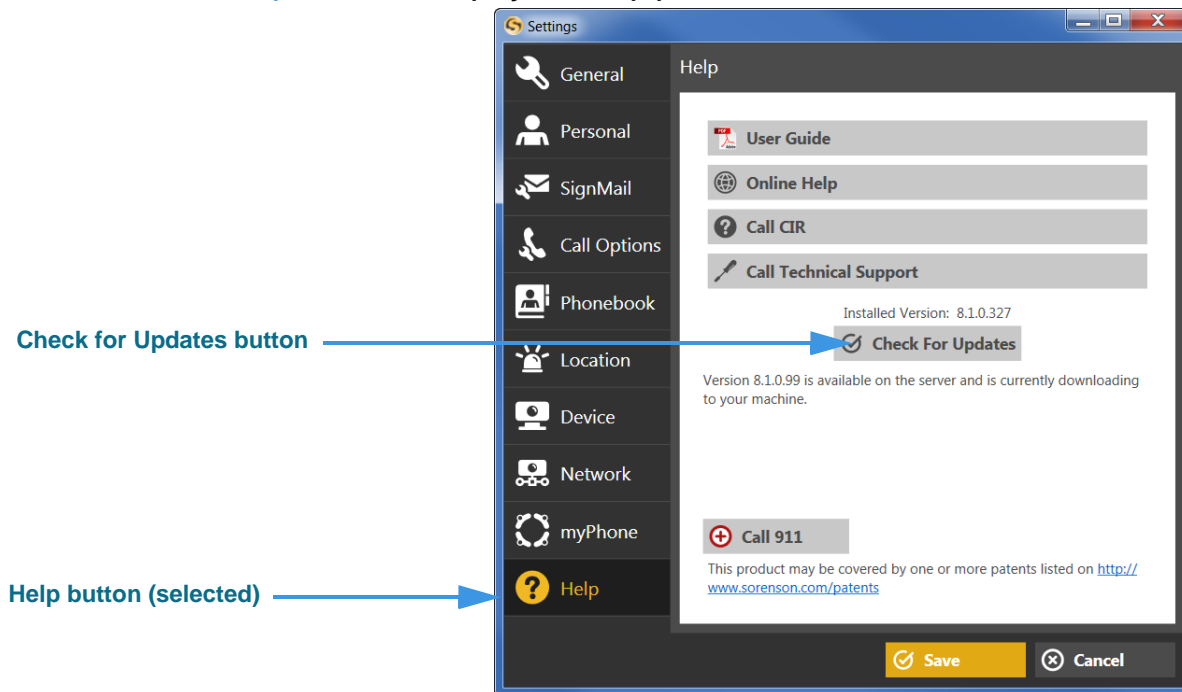 Settings
General
Personal
SignMail
Call Options
Phonebook
Location
Device
Network
myPhone
Help
Help
User Guide
Online Help
Call CIR
Call Technical Support
Installed Version: 8.1.0.327
Check For Updates
Version 8.1.0.99 is available on the server and is currently downloading
to your machine.
Call 911
This product may be covered by one or more patents listed on http://
www.sorenson.com/patents
Save
Cancel
Check for Updates button
Help button (selected)